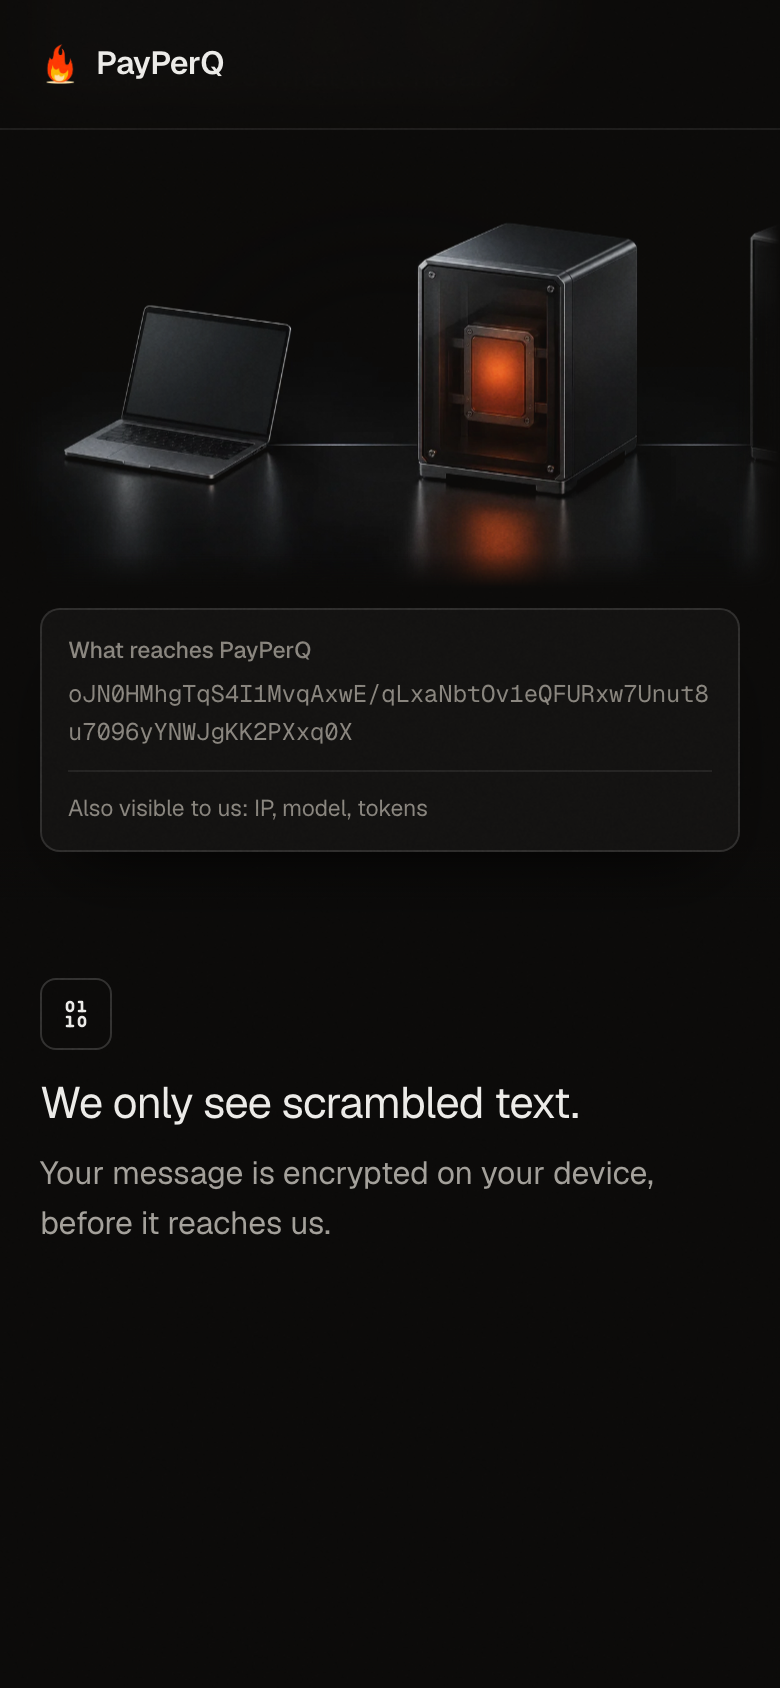 PayPerQ
What reaches PayPerQ
oJN0HMhgTqS4I1MvqAxwE/qLxaNbtOv1eQFURxw7Unut8
u7096yYNWJgKK2PXxq0X
Also visible to us: IP, model, tokens
01
10
We only see scrambled text.
Your message is encrypted on your device,
before it reaches us.